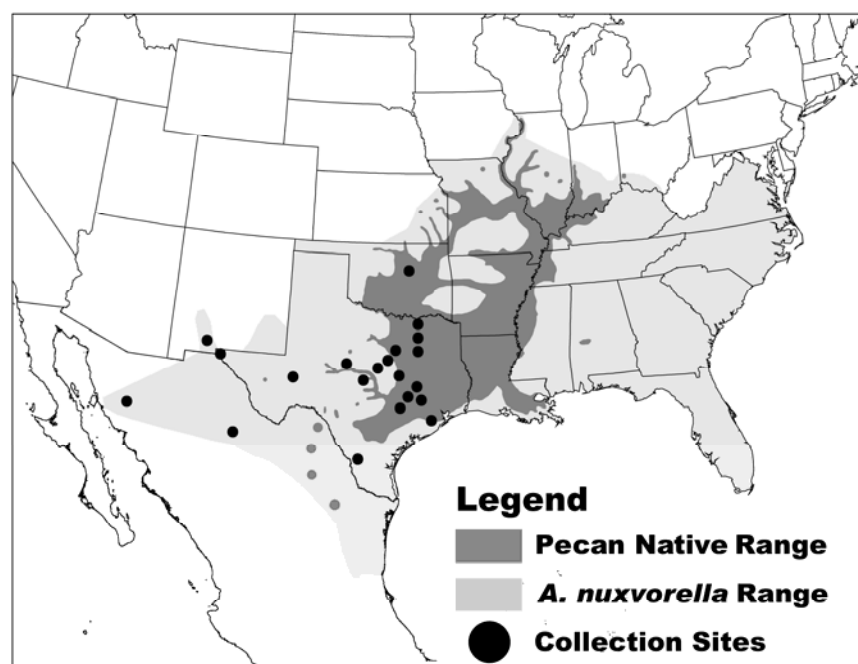 Legend
Pecan Native Range
A. nuxvorella Range
Collection Sites